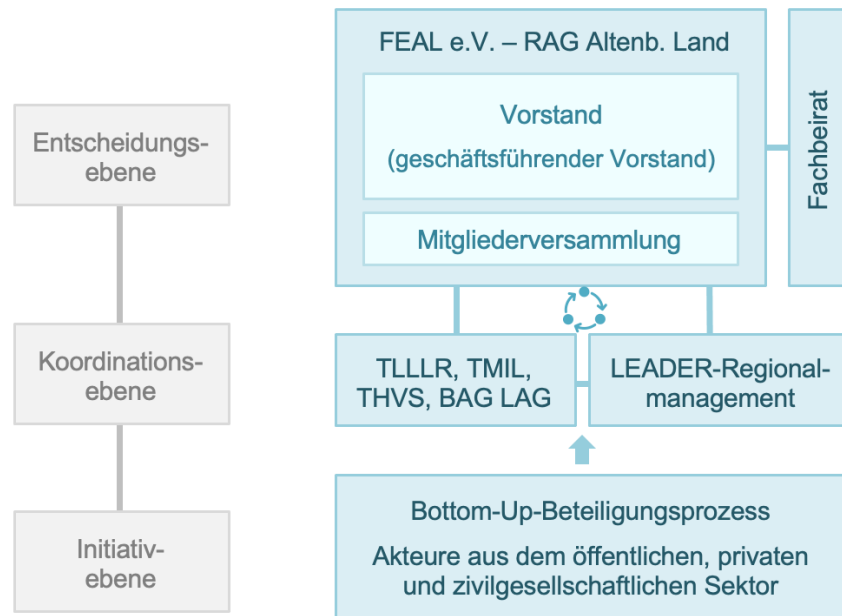 FEAL e.V. – RAG Altenb. Land
Entscheidungs-
ebene
Vorstand
(geschäftsführender Vorstand)
Mitgliederversammlung
Fachbeirat
Koordinations-
ebene
TLLLR, TMIL,
THVS, BAG LAG
LEADER-Regional-
management
Initiativ-
ebene
Bottom-Up-Beteiligungsprozess
Akteure aus dem öffentlichen, privaten
und zivilgesellschaftlichen Sektor